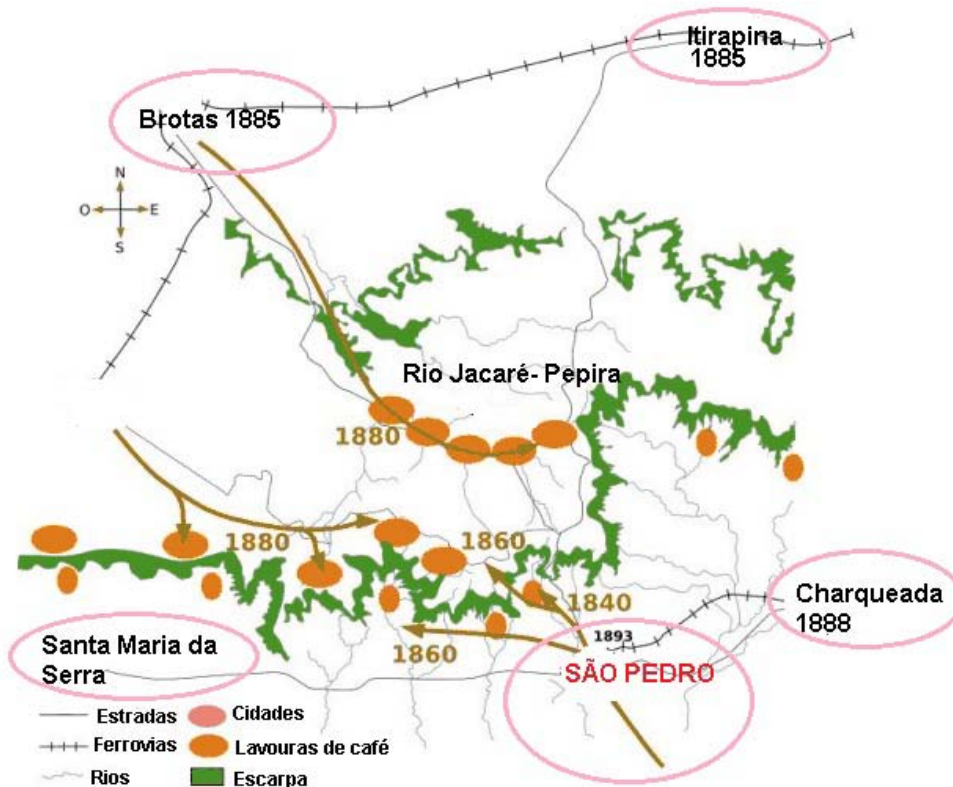 Itirapina
1885
Brotas 1885
N
O
E
S
Rio Jacaré- Pepira
1880
1880
1860
1840
Charqueada
1888
1893
1860
Santa Maria da
Serra
SÃO PEDRO
Estradas
Cidades
Ferrovias
Lavouras de café
Rios
Escarpa